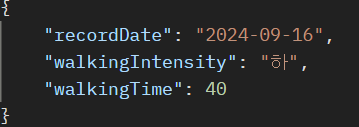 {
    "recordDate": "2024-09-16",
    "walkingIntensity": "하",
    "walkingTime": 40
}